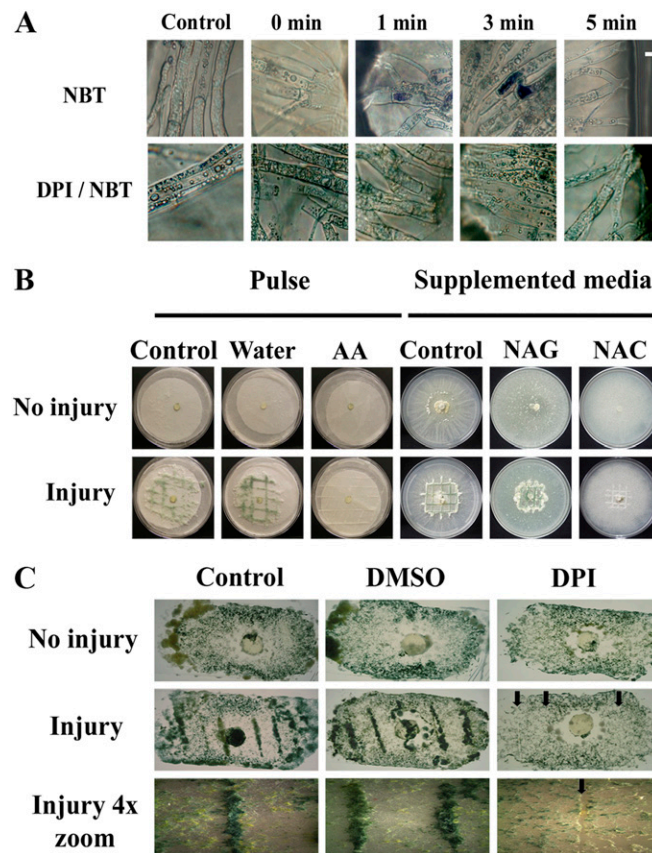 A
Control 0 min 1 min 3 min 5 min
NBT
DPI / NBT
B
Pulse Supplemented media
Control Water AA Control NAG NAC
No injury
Injury
C
Control DMSO DPI
No injury
Injury
Injury 4x
zoom